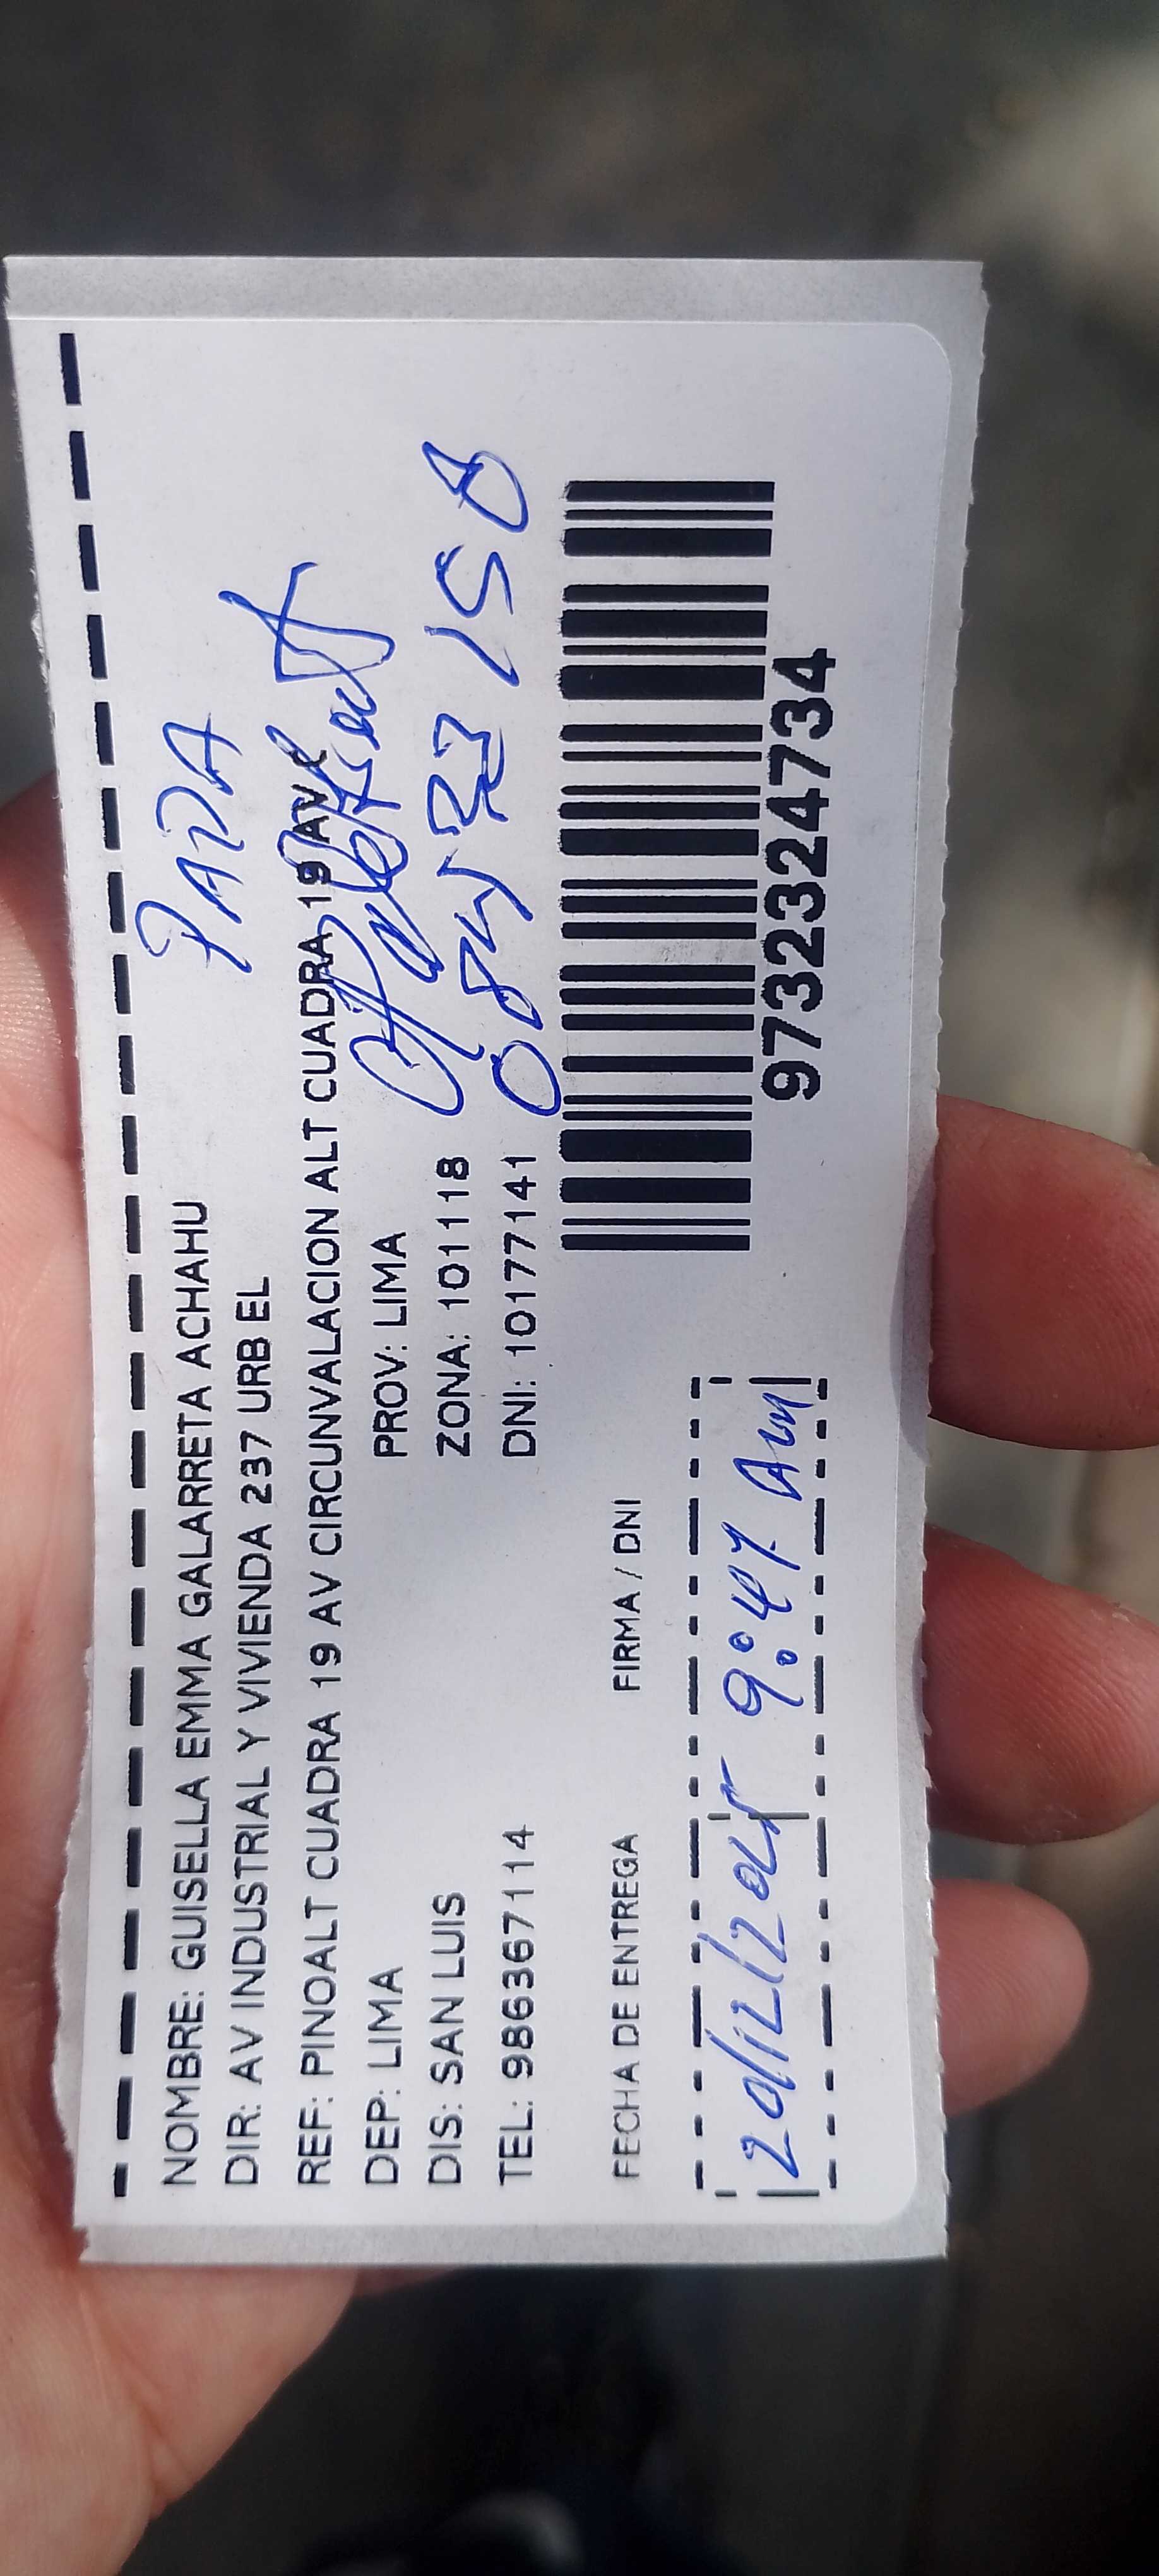 NOMBRE: GUISELLA EMMA GALARRETA ACHAHU
PAPA
DIR: AV INDUSTRIAL Y VIVIENDA 237 URB EL
REF: PINOALT CUADRA 19 AV CIRCUNVALACION ALT CUADRA 19 AV C
DEP: LIMA PROV: LIMA
DIS: SAN LUIS ZONA: 101118
TEL: 986367114 DNI: 10177141
FECHA DE ENTREGA FIRMA / DNI
9:47 Am
9732324734